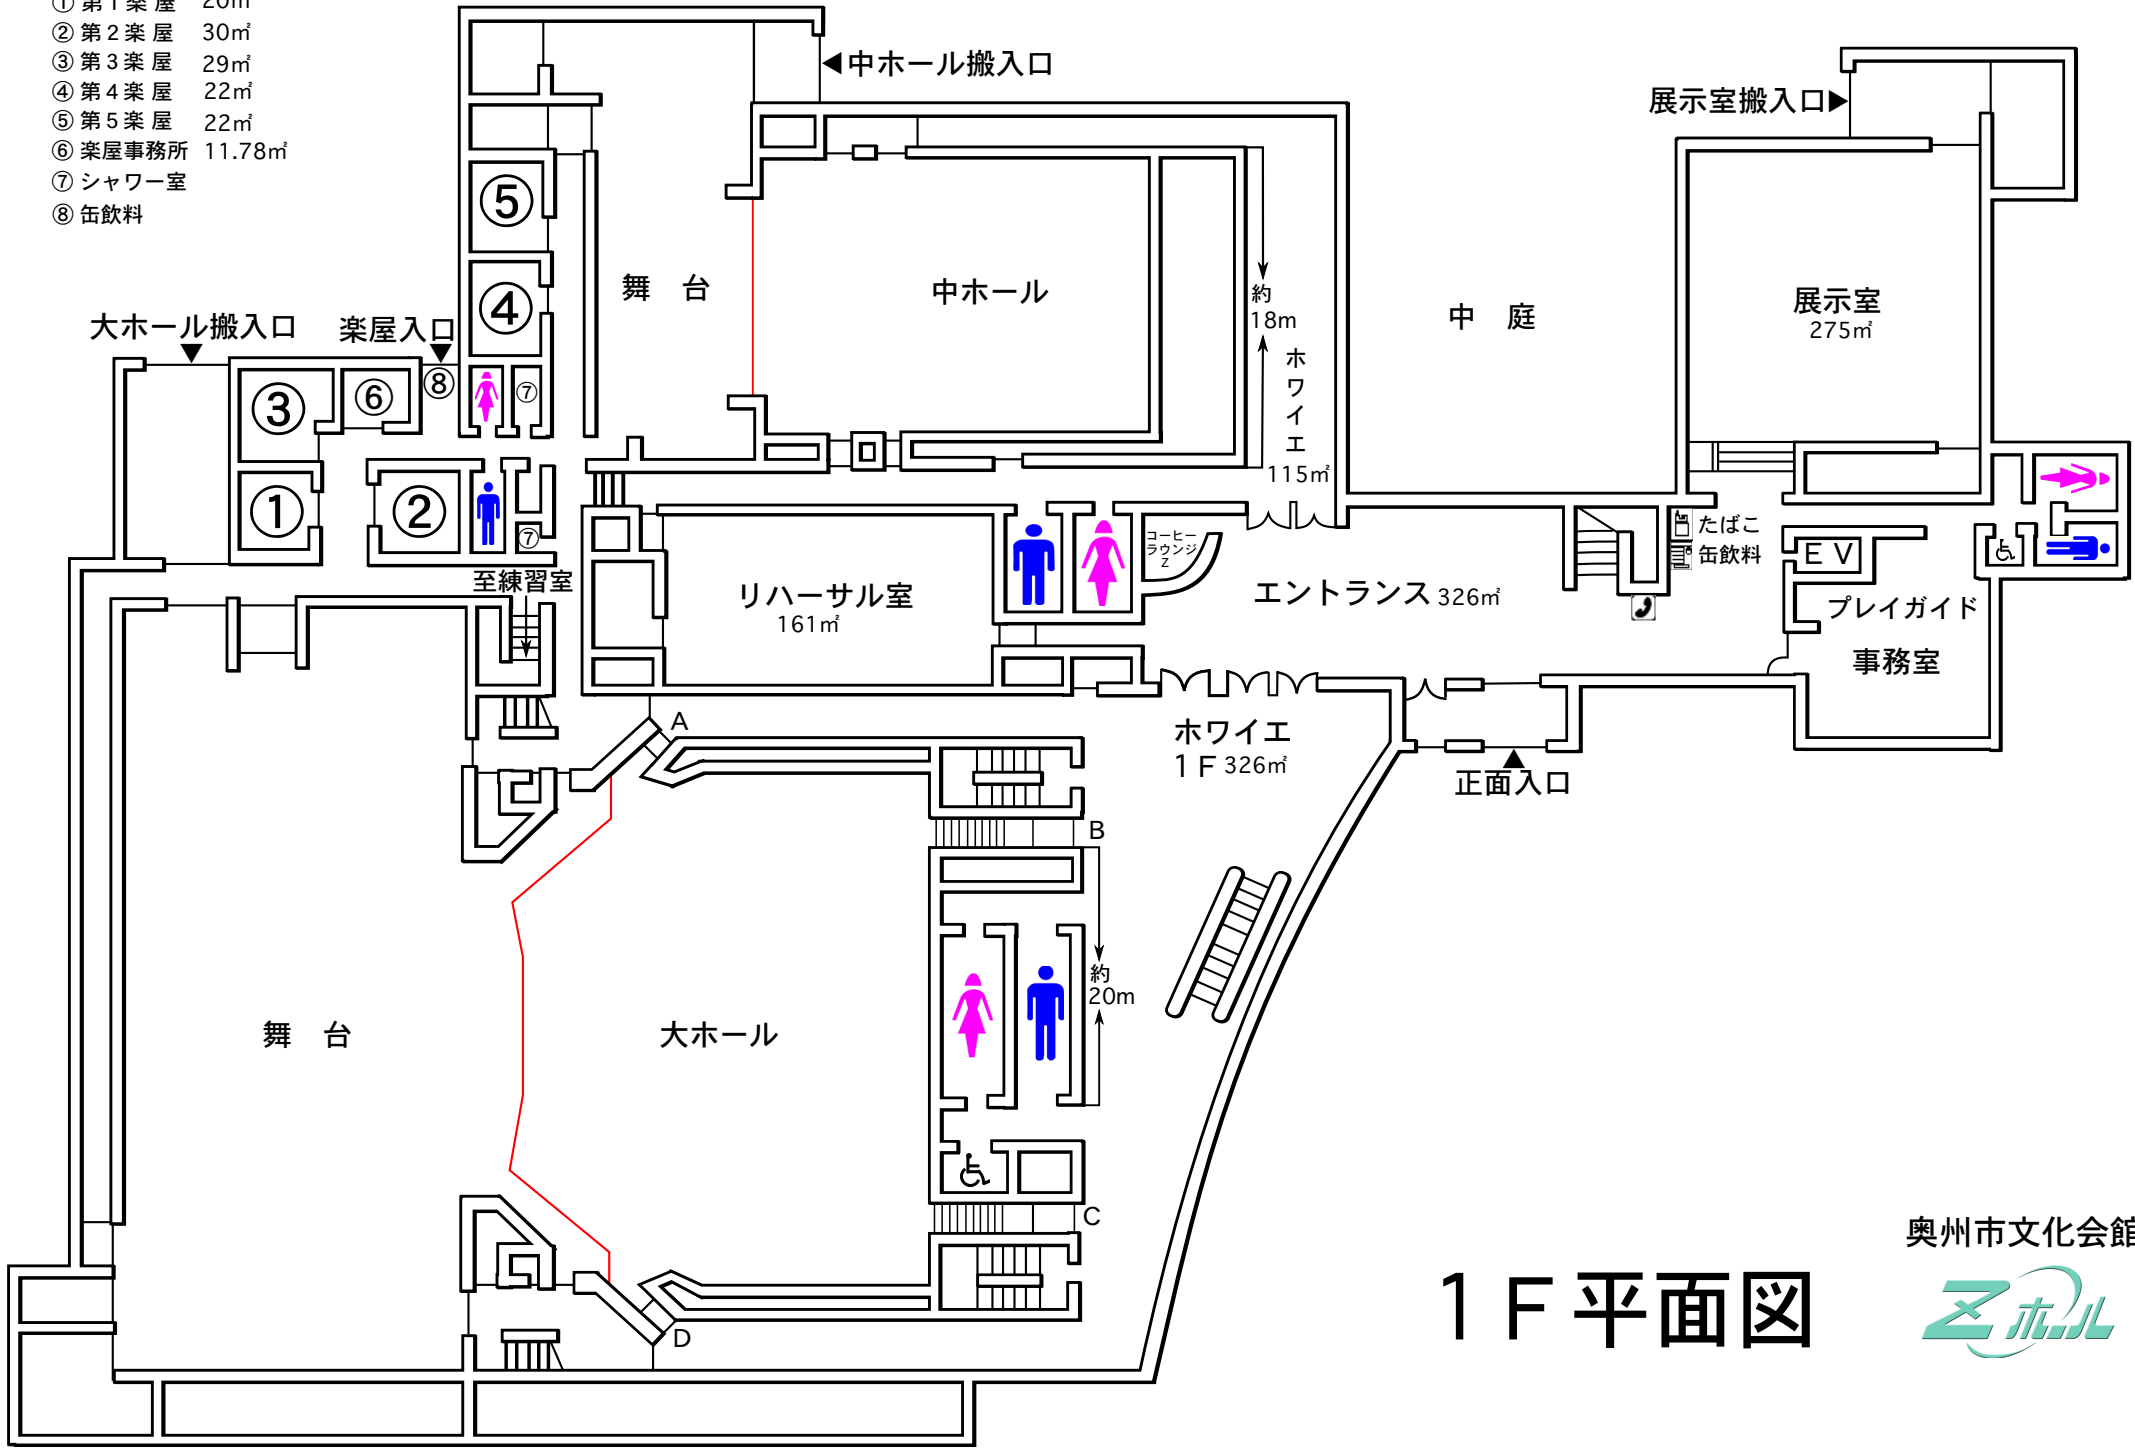 ① 第1楽屋 20㎡
② 第2楽屋 30㎡
③ 第3楽屋 29㎡
④ 第4楽屋 22㎡
⑤ 第5楽屋 22㎡
⑥ 楽屋事務所 11.78㎡
⑦ シャワー室
⑧ 缶飲料
◀中ホール搬入口
展示室搬入口▶
⑤
舞 台
中ホール
④
約
18m
ホワイエ
115㎡
中 庭
展示室
275㎡
大ホール搬入口
▼
楽屋入口
▼
⑧
③
⑥
⑦
①
②
⑦
至練習室
リハーサル室
161㎡
コーヒー
ラウンジ
Z
エントランス 326㎡
たばこ
缶飲料
EV
プレイガイド
事務室
A
ホワイエ
1F 326㎡
▲
正面入口
B
約
20m
舞 台
大ホール
C
D
1F平面図
奥州市文化会館
Zホール